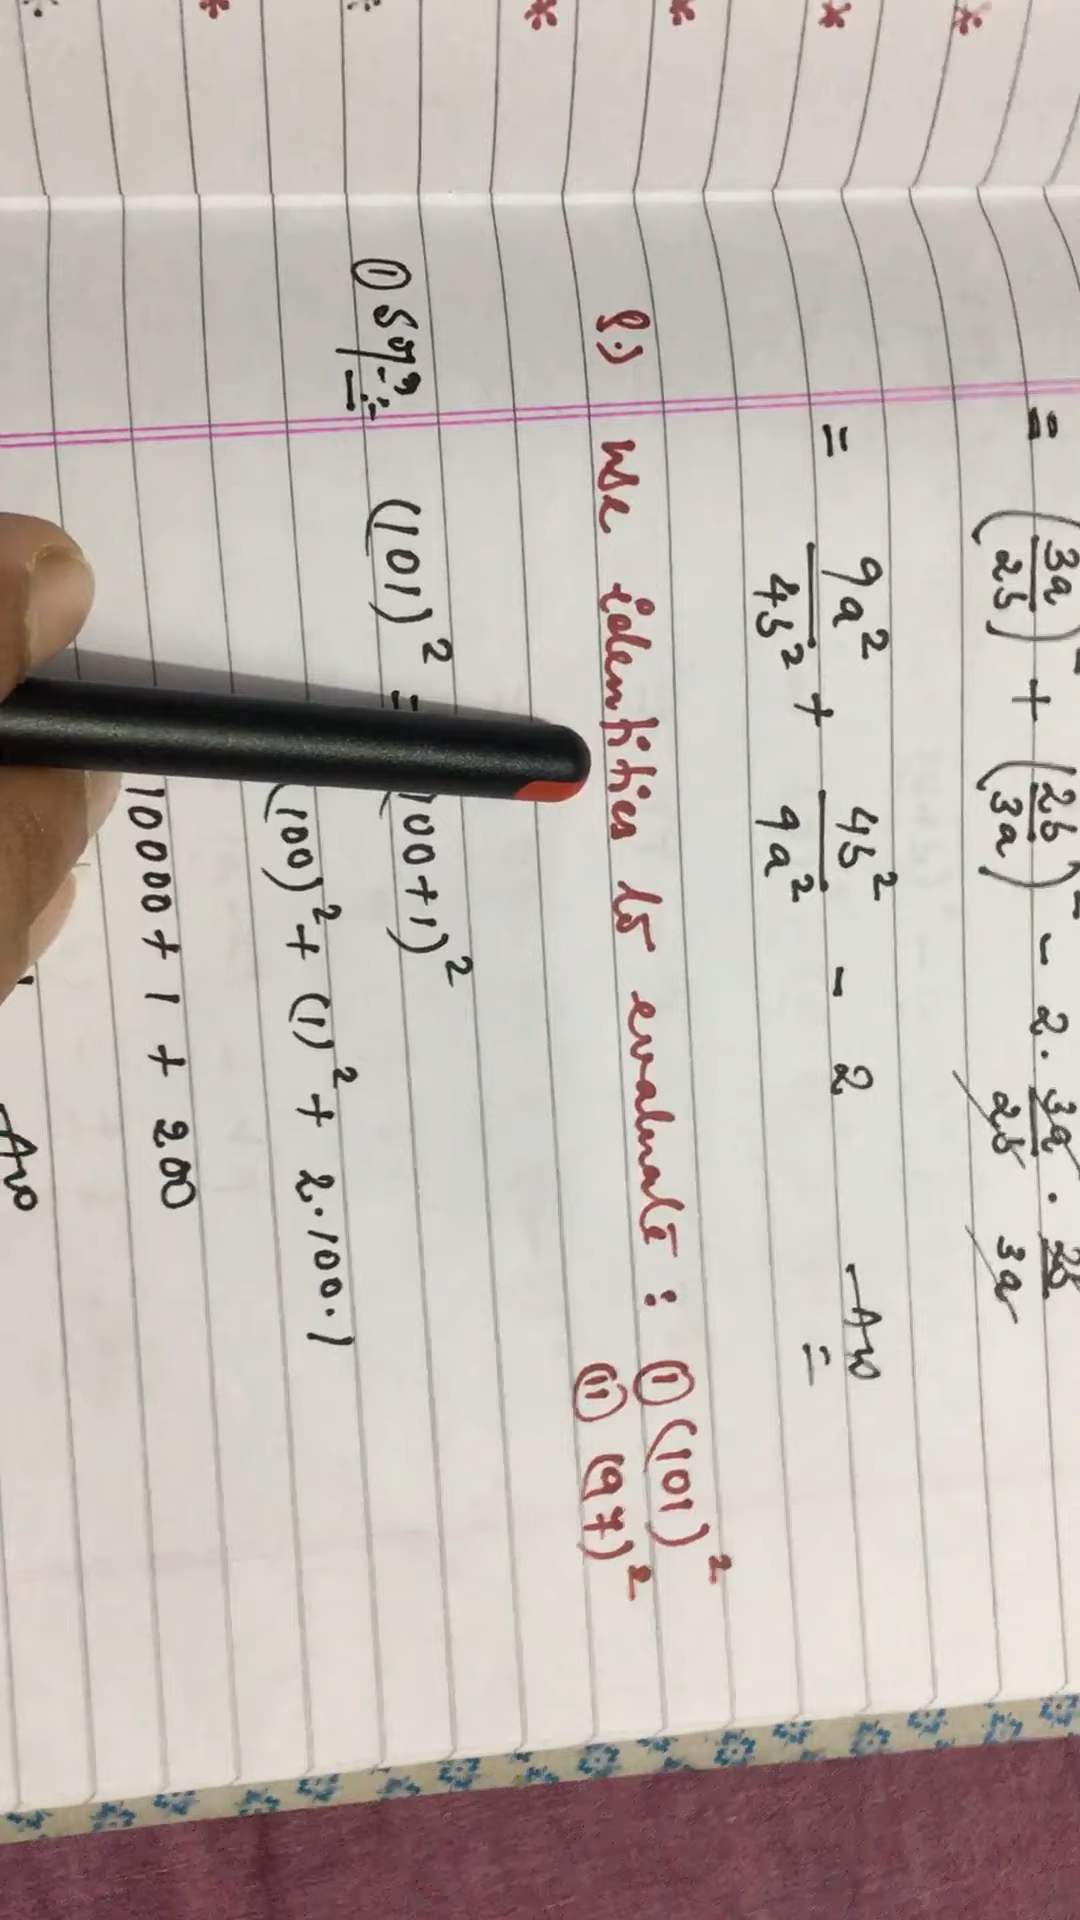 = (3a/2b)² + (2b/3a)² - 2 . 3a/2b . 2b/3a
= 9a²/4b² + 4b²/9a² - 2 Ans
Q.) use identities to evaluate : (i) (101)²
(ii) (97)²
(i) Solⁿ:- (101)² = (100+1)²
(100)² + (1)² + 2.100.1
10000 + 1 + 200
Ans